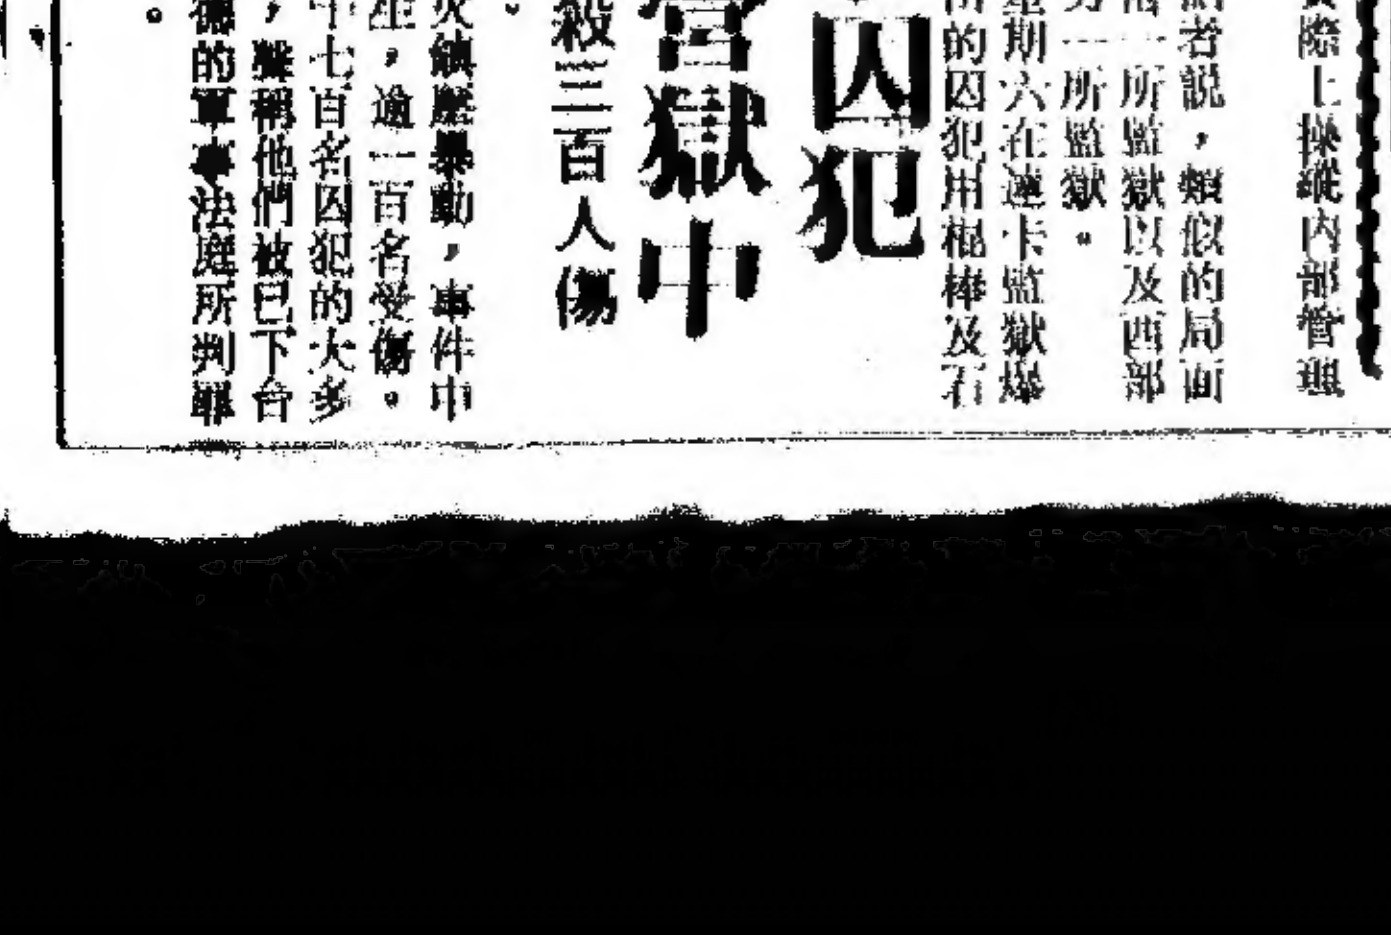 際上操縱內部管理
者說，類似的局面
一所監獄以及西部
一所監獄。
期六在達卡監獄爆
的囚犯用棍棒及石
囚犯
獄中
殺三百人傷
鎮壓暴動，事件中
，逾一百名受傷。
七百名囚犯的大多
，聲稱他們被已下台
的軍事法庭所判罪
。